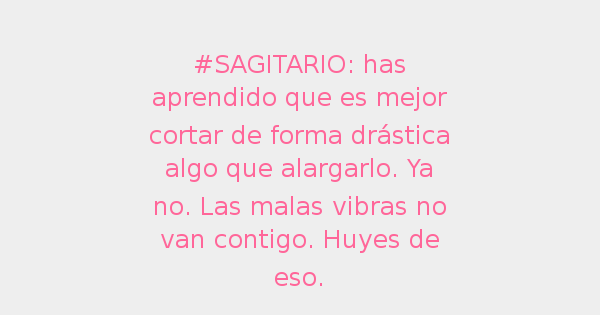 #SAGITARIO: has
aprendido que es mejor
cortar de forma drástica
algo que alargarlo. Ya
no. Las malas vibras no
van contigo. Huyes de
eso.